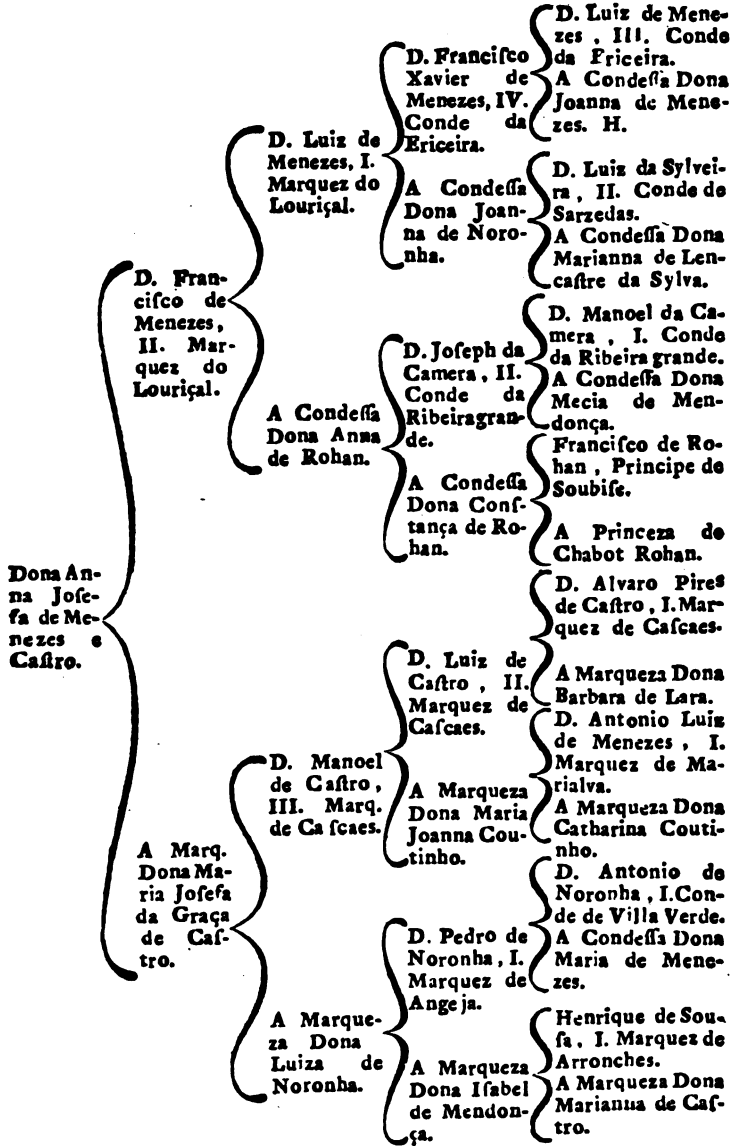 Dona An-
na Joſe-
fa de Me-
nezes e
Caſtro.
D. Fran-
ciſco de
Menezes,
II. Mar-
quez do
Louriçal.
A Marq.
Dona Ma-
ria Joſefa
da Graça
de Caſ-
tro.
D. Luiz de
Menezes, I.
Marquez do
Louriçal.
A Condeſſa
Dona Anna
de Rohan.
D. Manoel
de Caſtro,
III. Marq.
de Caſcaes.
A Marque-
za Dona
Luiza de
Noronha.
D. Franciſco
Xavier de
Menezes, IV.
Conde da
Ericeira.
A Condeſſa
Dona Joan-
na de Noro-
nha.
D. Joſeph da
Camera, II.
Conde da
Ribeiragran-
de.
A Condeſſa
Dona Conſ-
tança de Ro-
han.
D. Luiz de
Caſtro, II.
Marquez de
Caſcaes.
A Marqueza
Dona Maria
Joanna Cou-
tinho.
D. Pedro de
Noronha, I.
Marquez de
Angeja.
A Marqueza
Dona Iſabel
de Mendon-
ça.
D. Luiz de Mene-
zes, III. Conde
da Ericeira.
A Condeſſa Dona
Joanna de Mene-
zes. H.
D. Luiz da Sylvei-
ra, II. Conde de
Sarzedas.
A Condeſſa Dona
Marianna de Len-
caſtre da Sylva.
D. Manoel da Ca-
mera, I. Conde
da Ribeira grande.
A Condeſſa Dona
Mecia de Men-
donça.
Franciſco de Ro-
han, Principe de
Soubiſe.
A Princeza de
Chabot Rohan.
D. Alvaro Pires
de Caſtro, I. Mar-
quez de Caſcaes.
A Marqueza Dona
Barbara de Lara.
D. Antonio Luiz
de Menezes, I.
Marquez de Ma-
rialva.
A Marqueza Dona
Catharina Couti-
nho.
D. Antonio de
Noronha, I. Con-
de de Villa Verde.
A Condeſſa Dona
Maria de Mene-
zes.
Henrique de Sou-
ſa, I. Marquez de
Arronches.
A Marqueza Dona
Marianna de Caſ-
tro.